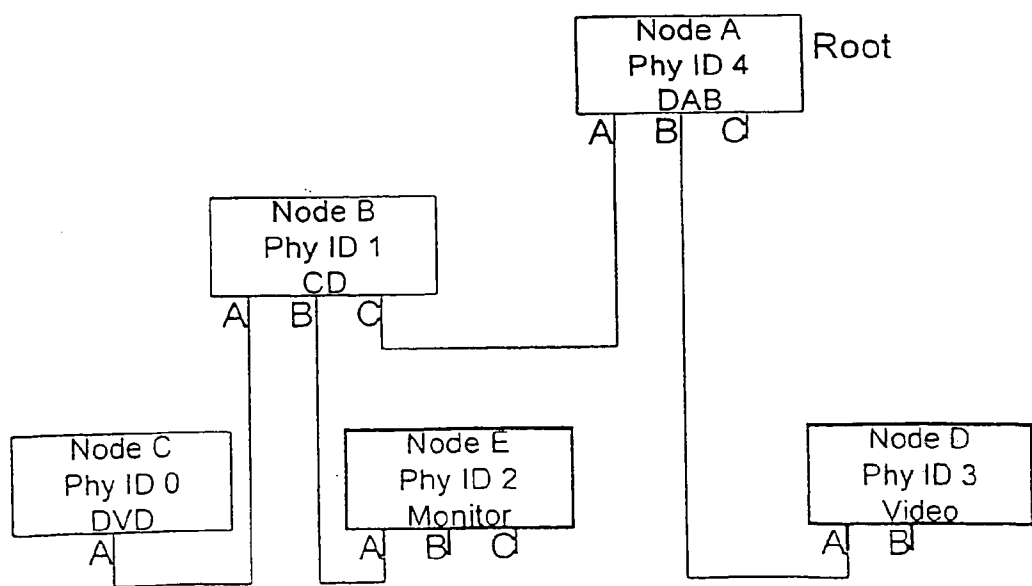 Node A
Phy ID 4
DAB
Root
A B C
Node B
Phy ID 1
CD
A B C
Node C
Phy ID 0
DVD
A
Node E
Phy ID 2
Monitor
A B C
Node D
Phy ID 3
Video
A B